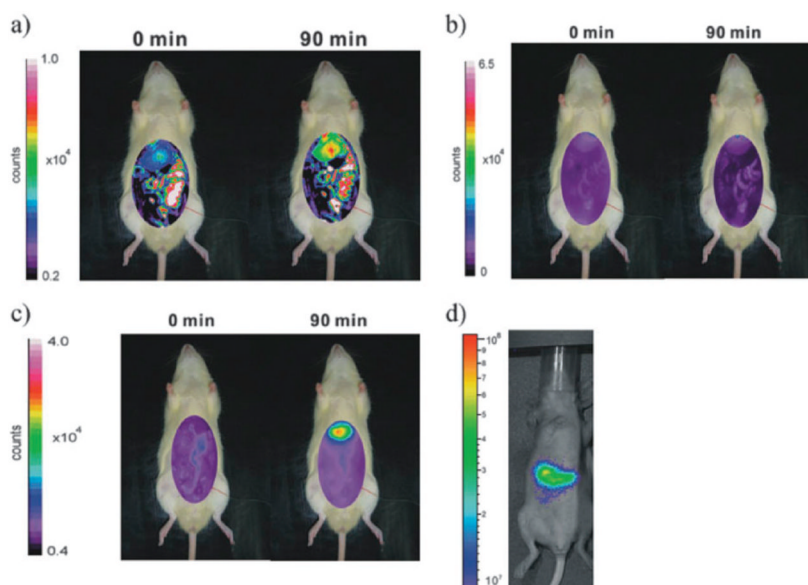 a)
0 min
90 min
1.0
x10⁴
counts
0.2
b)
0 min
90 min
6.5
x10⁴
counts
0
c)
0 min
90 min
4.0
x10⁴
counts
0.4
d)
10⁸
9
8
7
6
5
4
3
2
10⁷